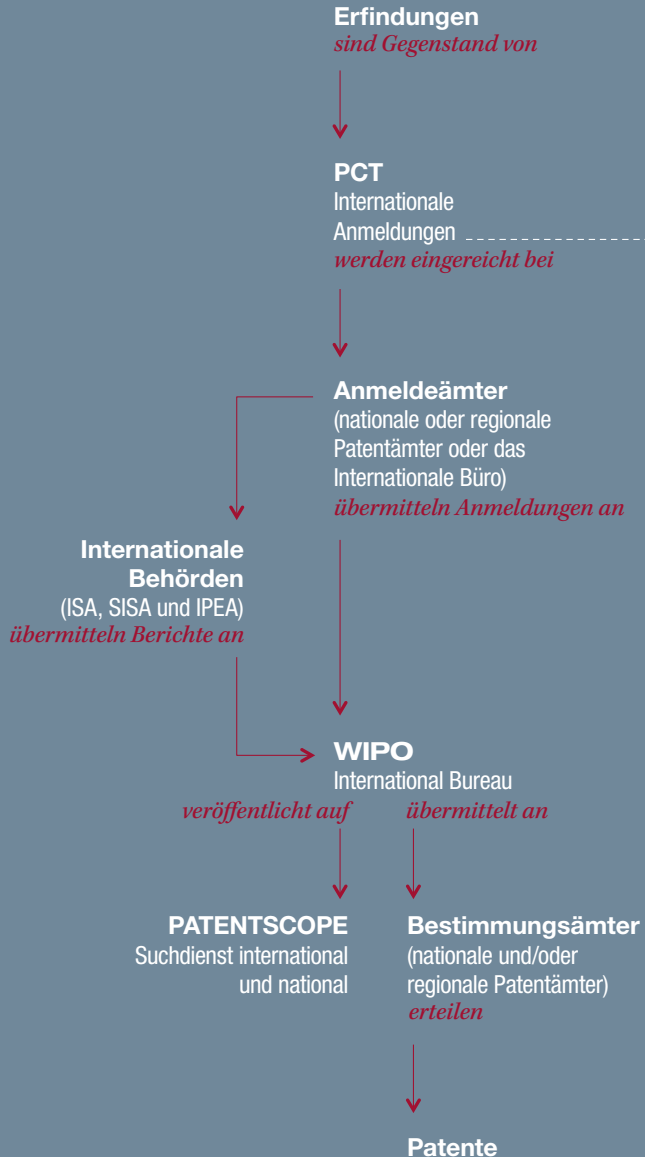 Erfindungen
sind Gegenstand von
PCT
Internationale
Anmeldungen
werden eingereicht bei
Anmeldeämter
(nationale oder regionale
Patentämter oder das
Internationale Büro)
übermitteln Anmeldungen an
Internationale
Behörden
(ISA, SISA und IPEA)
übermitteln Berichte an
WIPO
International Bureau
veröffentlicht auf
übermittelt an
PATENTSCOPE
Suchdienst international
und national
Bestimmungsämter
(nationale und/oder
regionale Patentämter)
erteilen
Patente